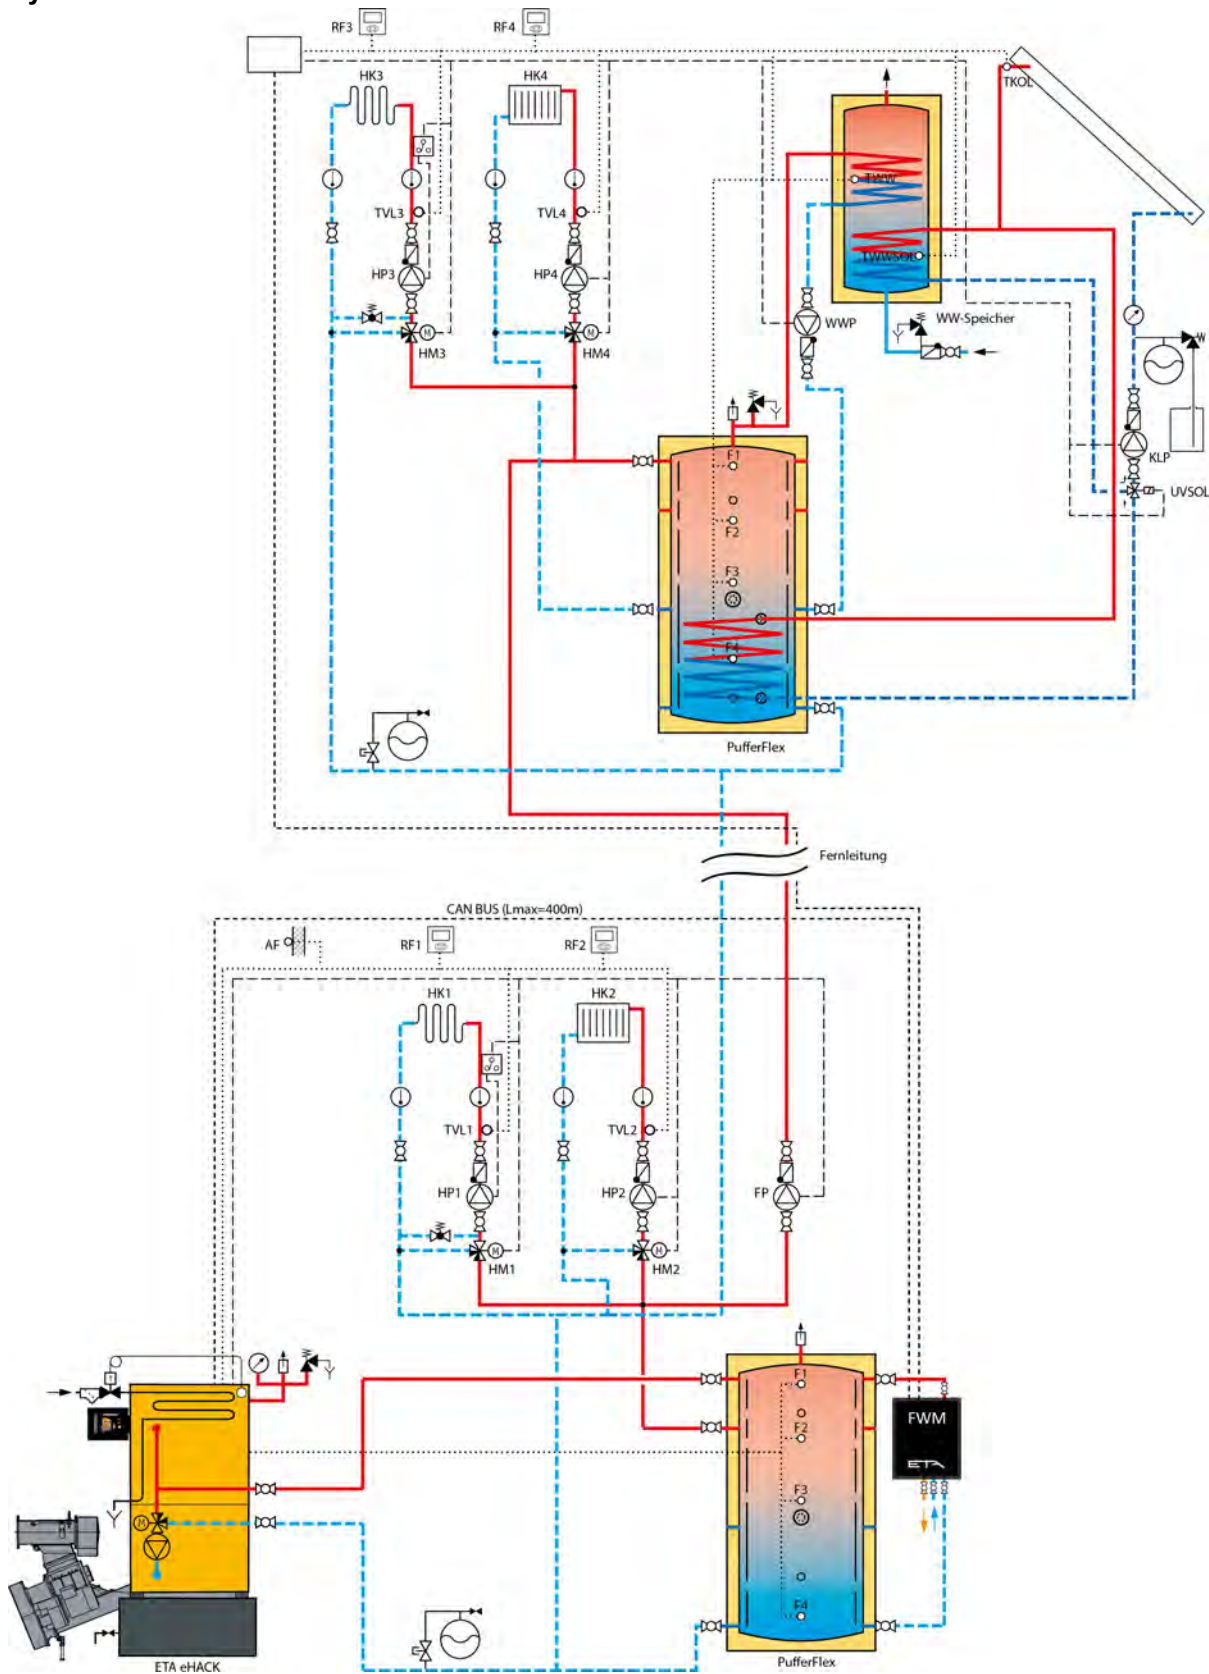 RF3
RF4
HK3
HK4
TKOL
TWW
TVL3
TVL4
TWWSOL
HP3
HP4
WWP
WW-Speicher
M
M
HM3
HM4
F1
KLP
UVSOL
F2
F3
F4
PufferFlex
Fernleitung
CAN BUS (Lmax=400m)
AF
RF1
RF2
HK1
HK2
TVL1
TVL2
HP1
HP2
FP
M
M
HM1
HM2
F1
FWM
F2
ETA
F3
M
F4
ETA eHACK
PufferFlex